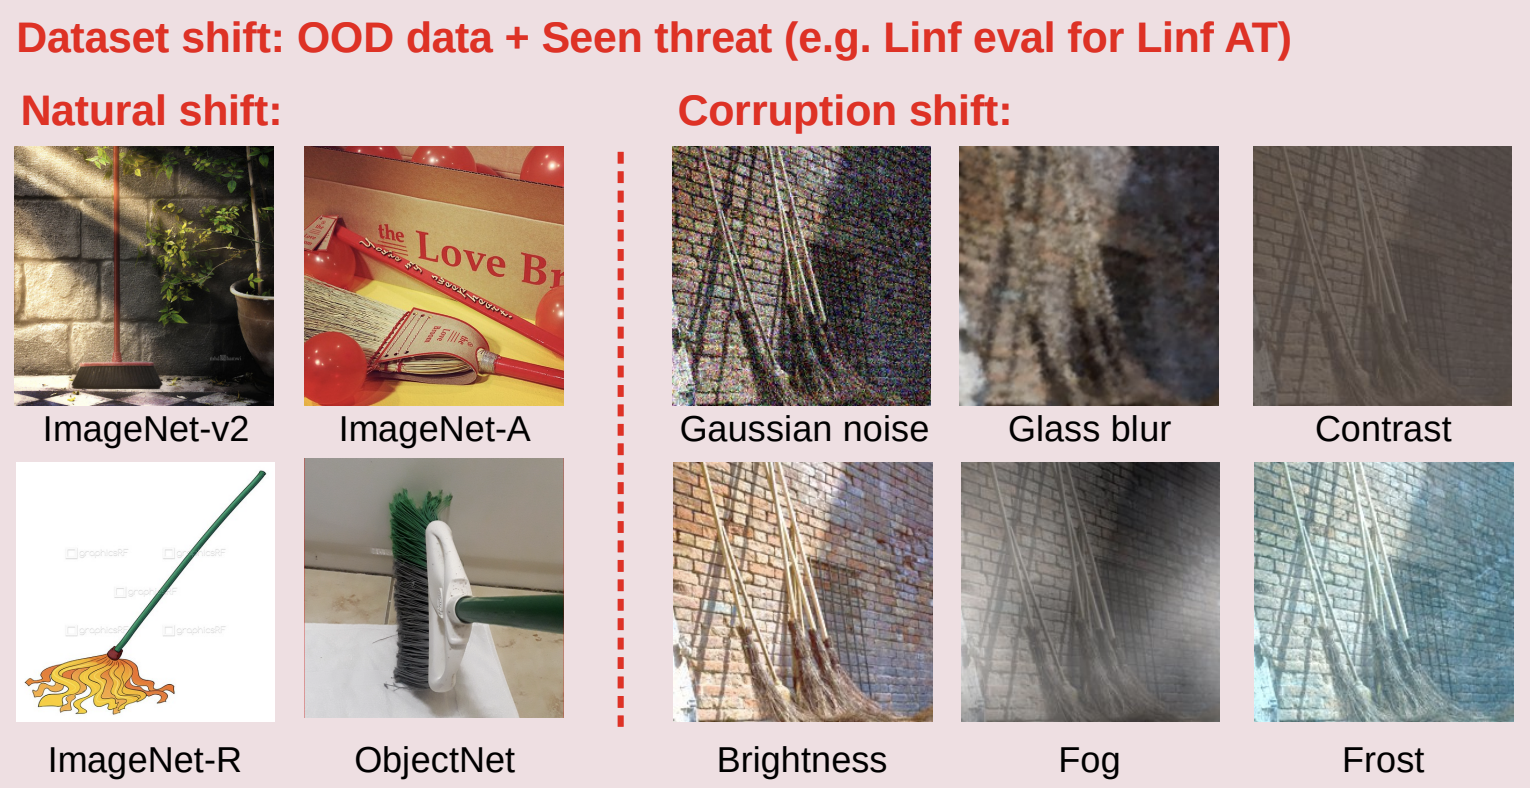 Dataset shift: OOD data + Seen threat (e.g. Linf eval for Linf AT)
Natural shift:
Corruption shift:
the
Love Br
ImageNet-v2
ImageNet-A
Gaussian noise
Glass blur
Contrast
graphicsRF
graphicsRF
graphicsRF
graphicsRF
graphicsRF
ImageNet-R
ObjectNet
Brightness
Fog
Frost